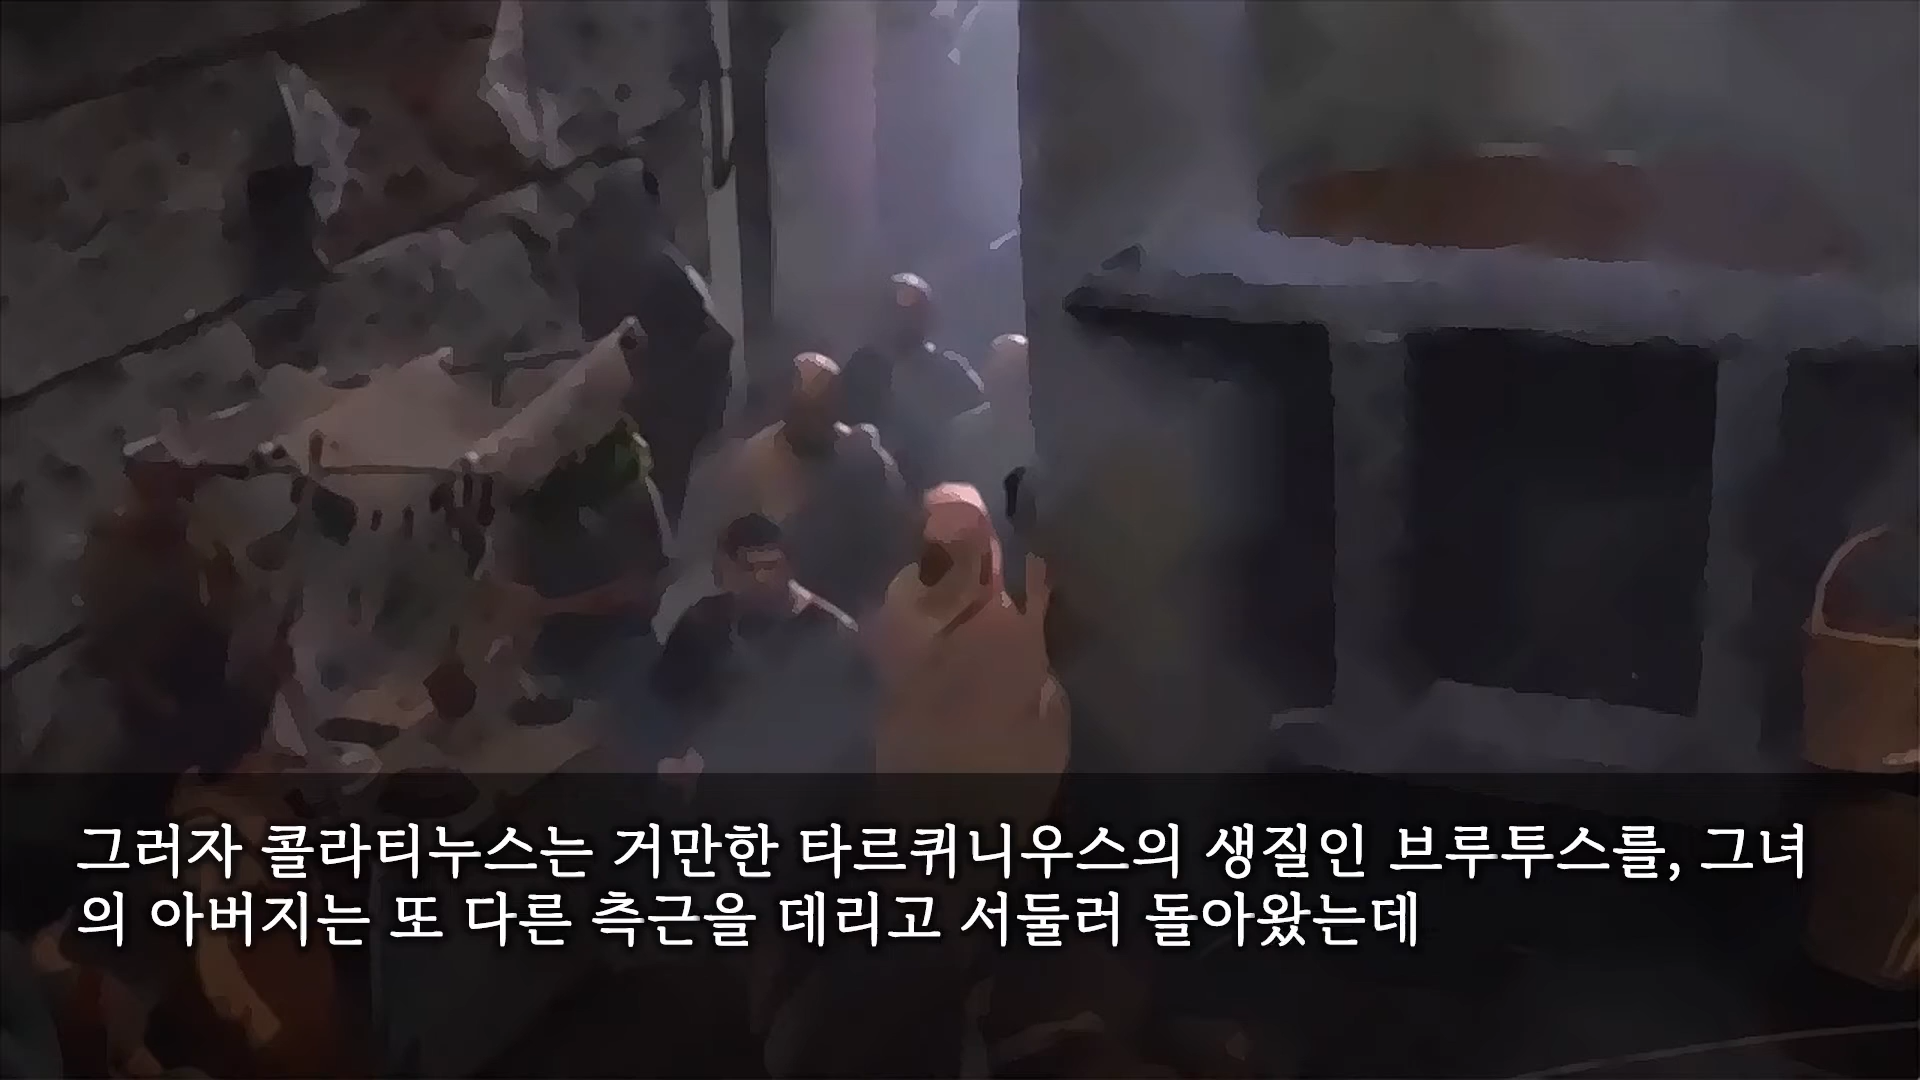 그러자 콜라티누스는 거만한 타르퀴니우스의 생질인 브루투스를, 그녀
의 아버지는 또 다른 측근을 데리고 서둘러 돌아왔는데